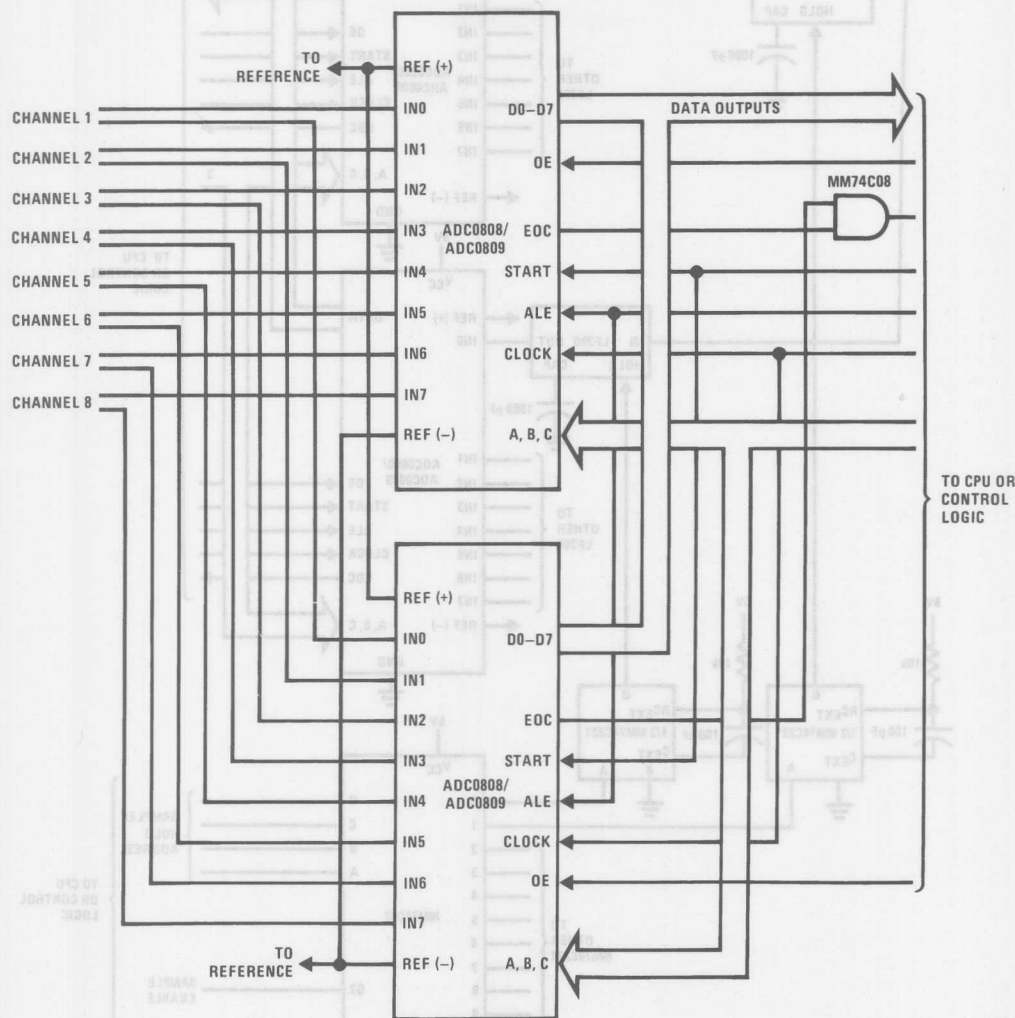 TO
REFERENCE
CHANNEL 1
CHANNEL 2
CHANNEL 3
CHANNEL 4
CHANNEL 5
CHANNEL 6
CHANNEL 7
CHANNEL 8
REF (+)
IN0
IN1
IN2
IN3
IN4
IN5
IN6
IN7
REF (–)
ADC0808/
ADC0809
D0–D7
OE
EOC
START
ALE
CLOCK
A, B, C
DATA OUTPUTS
MM74C08
TO CPU OR
CONTROL
LOGIC
REF (+)
IN0
IN1
IN2
IN3
IN4
IN5
IN6
IN7
REF (–)
TO
REFERENCE
ADC0808/
ADC0809
D0–D7
EOC
START
ALE
CLOCK
OE
A, B, C